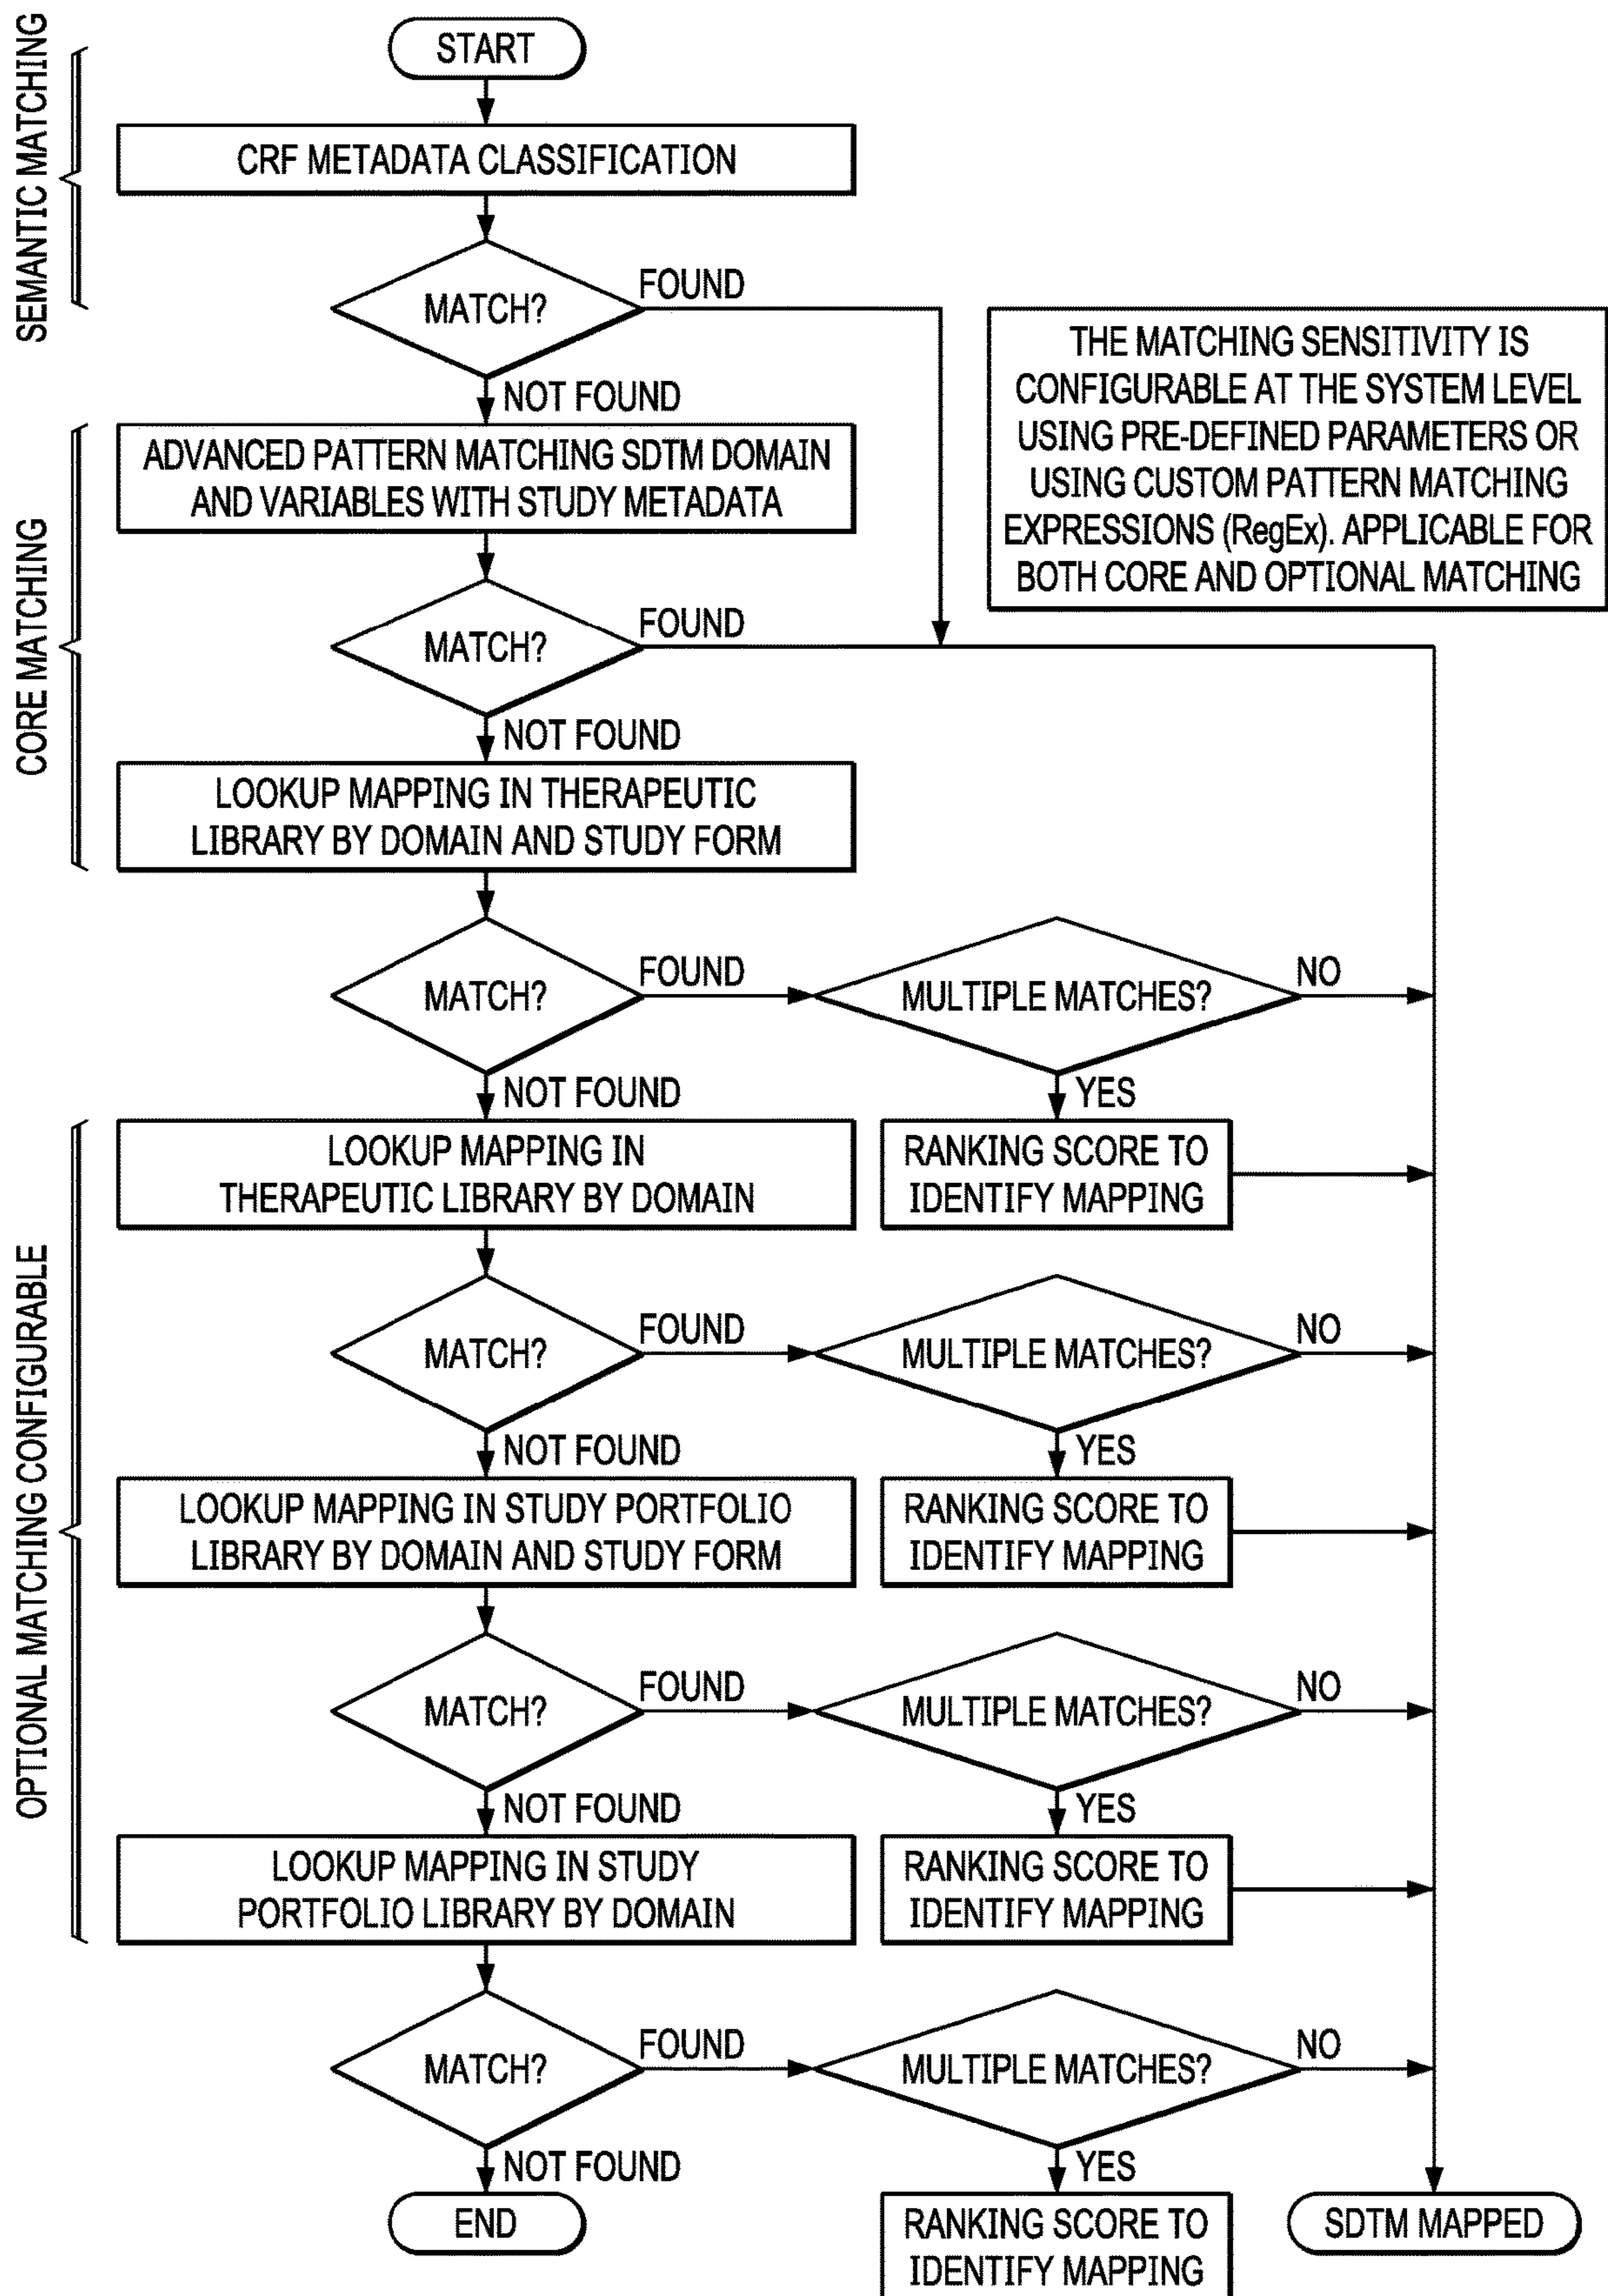 SEMANTIC MATCHING
START
CRF METADATA CLASSIFICATION
MATCH?
FOUND
NOT FOUND
THE MATCHING SENSITIVITY IS
CONFIGURABLE AT THE SYSTEM LEVEL
USING PRE-DEFINED PARAMETERS OR
USING CUSTOM PATTERN MATCHING
EXPRESSIONS (RegEx). APPLICABLE FOR
BOTH CORE AND OPTIONAL MATCHING
CORE MATCHING
ADVANCED PATTERN MATCHING SDTM DOMAIN
AND VARIABLES WITH STUDY METADATA
MATCH?
FOUND
NOT FOUND
LOOKUP MAPPING IN THERAPEUTIC
LIBRARY BY DOMAIN AND STUDY FORM
MATCH?
FOUND
MULTIPLE MATCHES?
NO
NOT FOUND
YES
OPTIONAL MATCHING CONFIGURABLE
LOOKUP MAPPING IN
THERAPEUTIC LIBRARY BY DOMAIN
RANKING SCORE TO
IDENTIFY MAPPING
MATCH?
FOUND
MULTIPLE MATCHES?
NO
NOT FOUND
YES
LOOKUP MAPPING IN STUDY PORTFOLIO
LIBRARY BY DOMAIN AND STUDY FORM
RANKING SCORE TO
IDENTIFY MAPPING
MATCH?
FOUND
MULTIPLE MATCHES?
NO
NOT FOUND
YES
LOOKUP MAPPING IN STUDY
PORTFOLIO LIBRARY BY DOMAIN
RANKING SCORE TO
IDENTIFY MAPPING
MATCH?
FOUND
MULTIPLE MATCHES?
NO
NOT FOUND
YES
END
RANKING SCORE TO
IDENTIFY MAPPING
SDTM MAPPED